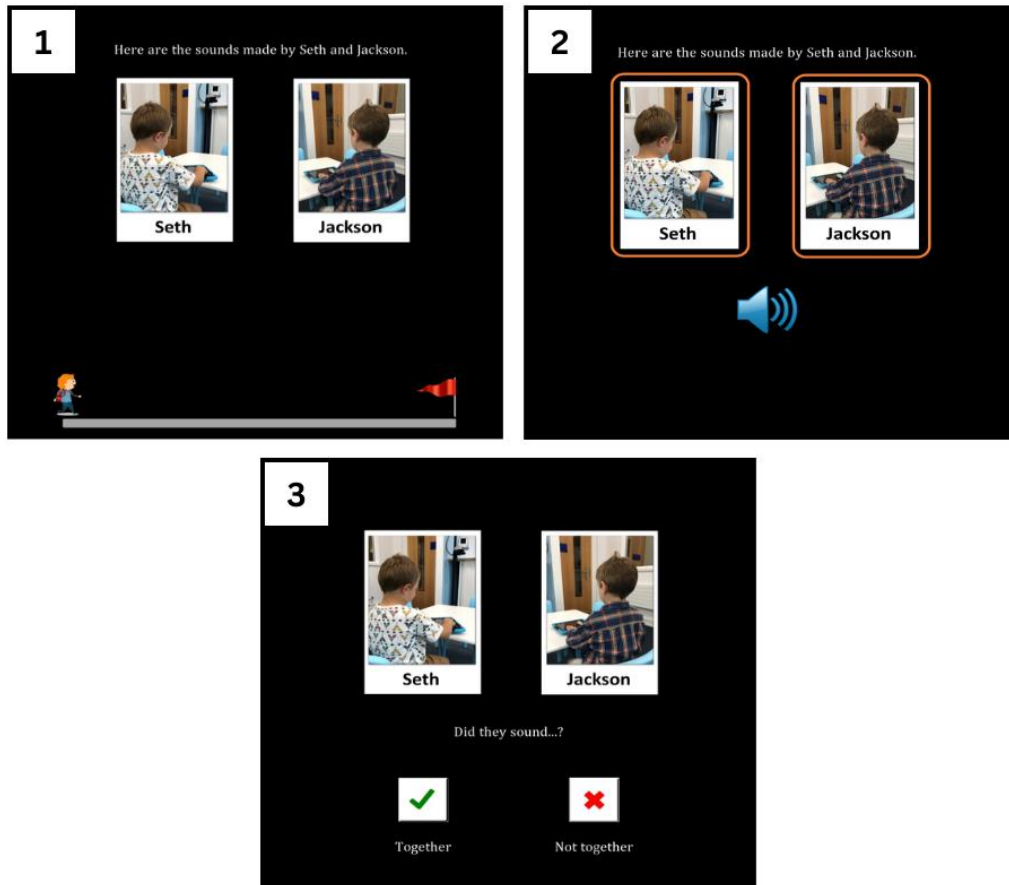 1
Here are the sounds made by Seth and Jackson.
Seth
Jackson
2
Here are the sounds made by Seth and Jackson.
Seth
Jackson
3
Seth
Jackson
Did they sound...?
Together
Not together